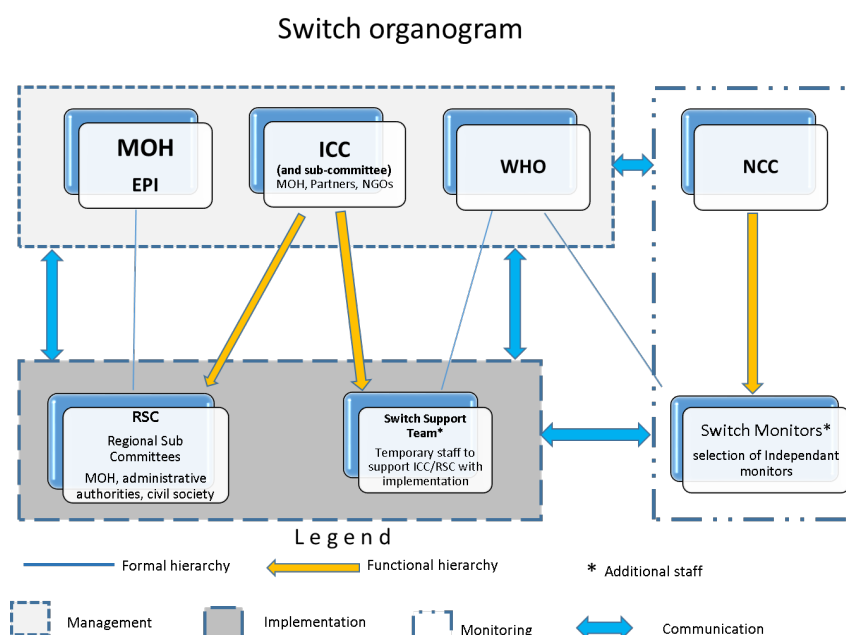 Switch organogram
MOH
EPI
ICC
(and sub-committee)
MOH, Partners, NGOs
WHO
NCC
RSC
Regional Sub
Committees
MOH, administrative
authorities, civil society
Switch Support
Team*
Temporary staff to
support ICC/RSC with
implementation
Switch Monitors*
selection of Independant
monitors
Legend
Formal hierarchy
Functional hierarchy
* Additional staff
Management
Implementation
Monitoring
Communication